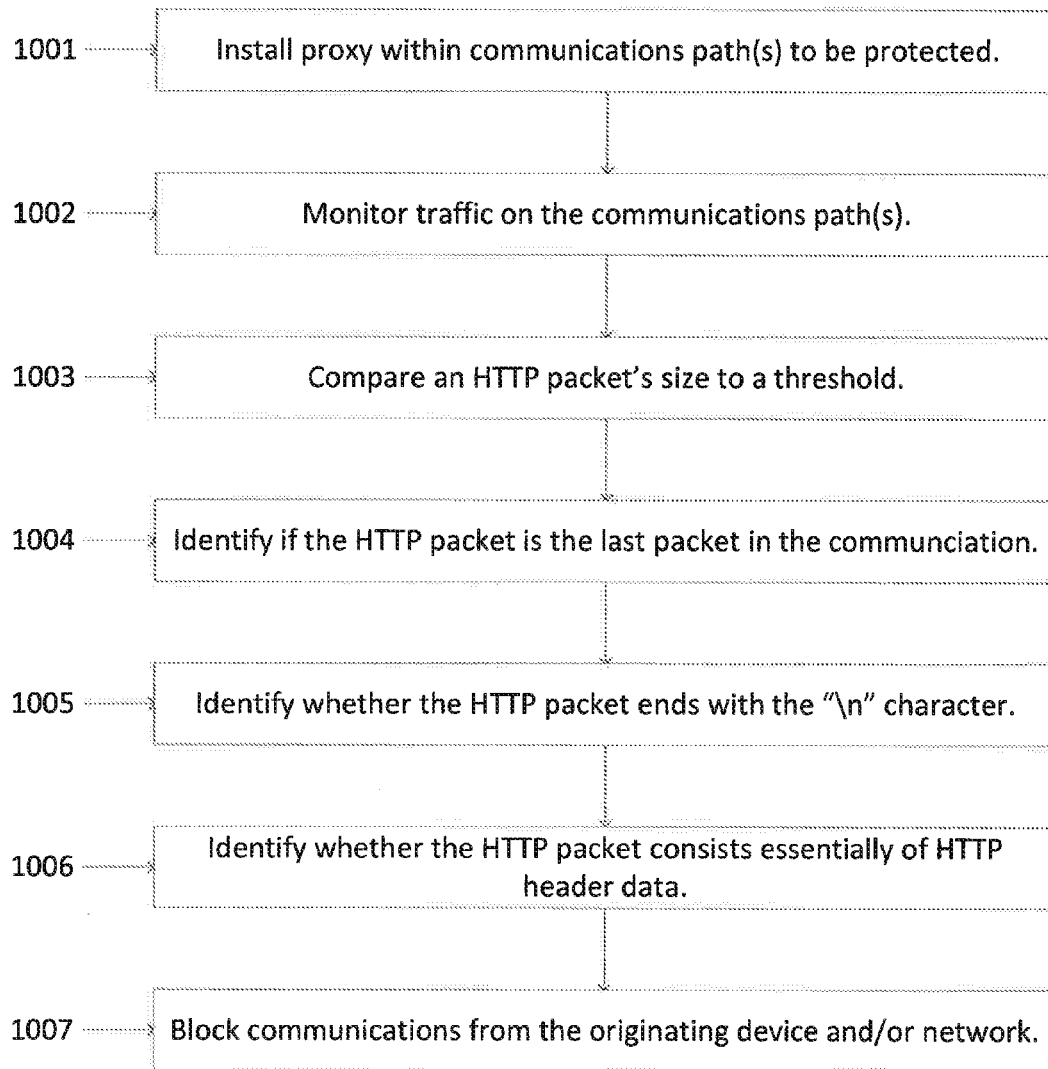 1001 Install proxy within communications path(s) to be protected.
1002 Monitor traffic on the communications path(s).
1003 Compare an HTTP packet's size to a threshold.
1004 Identify if the HTTP packet is the last packet in the communciation.
1005 Identify whether the HTTP packet ends with the “\n” character.
1006 Identify whether the HTTP packet consists essentially of HTTP
header data.
1007 Block communications from the originating device and/or network.